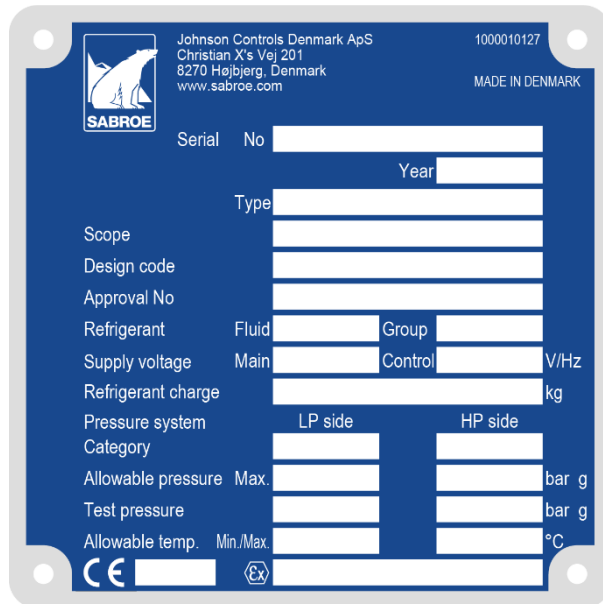 Johnson Controls Denmark ApS
Christian X's Vej 201
8270 Højbjerg, Denmark
www.sabroe.com
1000010127
MADE IN DENMARK
SABROE
Serial No
Year
Type
Scope
Design code
Approval No
Refrigerant Fluid Group
Supply voltage Main Control V/Hz
Refrigerant charge kg
Pressure system LP side HP side
Category
Allowable pressure Max. bar g
Test pressure bar g
Allowable temp. Min./Max. °C
CE Ex